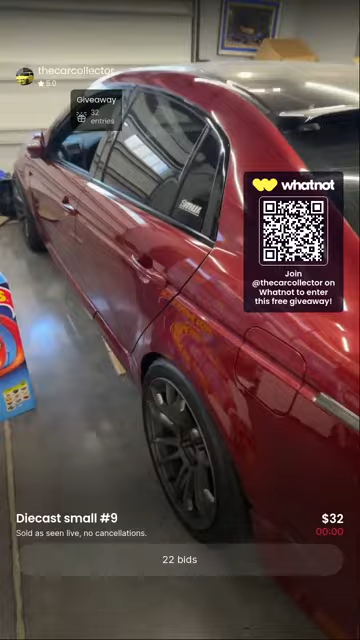 thecarcollector
★ 5.0
Giveaway
32
entries
whatnot
Join
@thecarcollector on
Whatnot to enter
this free giveaway!
Diecast small #9
$32
Sold as seen live, no cancellations.
00:00
22 bids